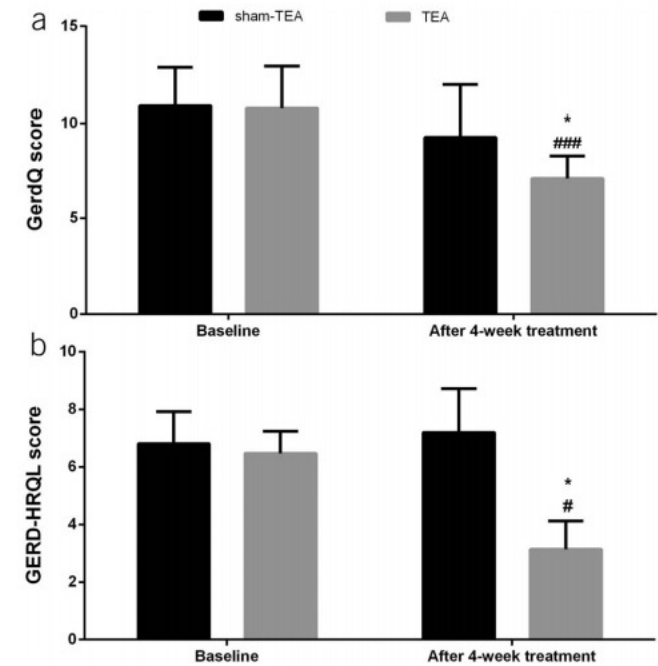 a
sham-TEA TEA
15
10
5
0
GerdQ score
*
###
Baseline After 4-week treatment
b
10
8
6
4
2
0
GERD-HRQL score
*
#
Baseline After 4-week treatment